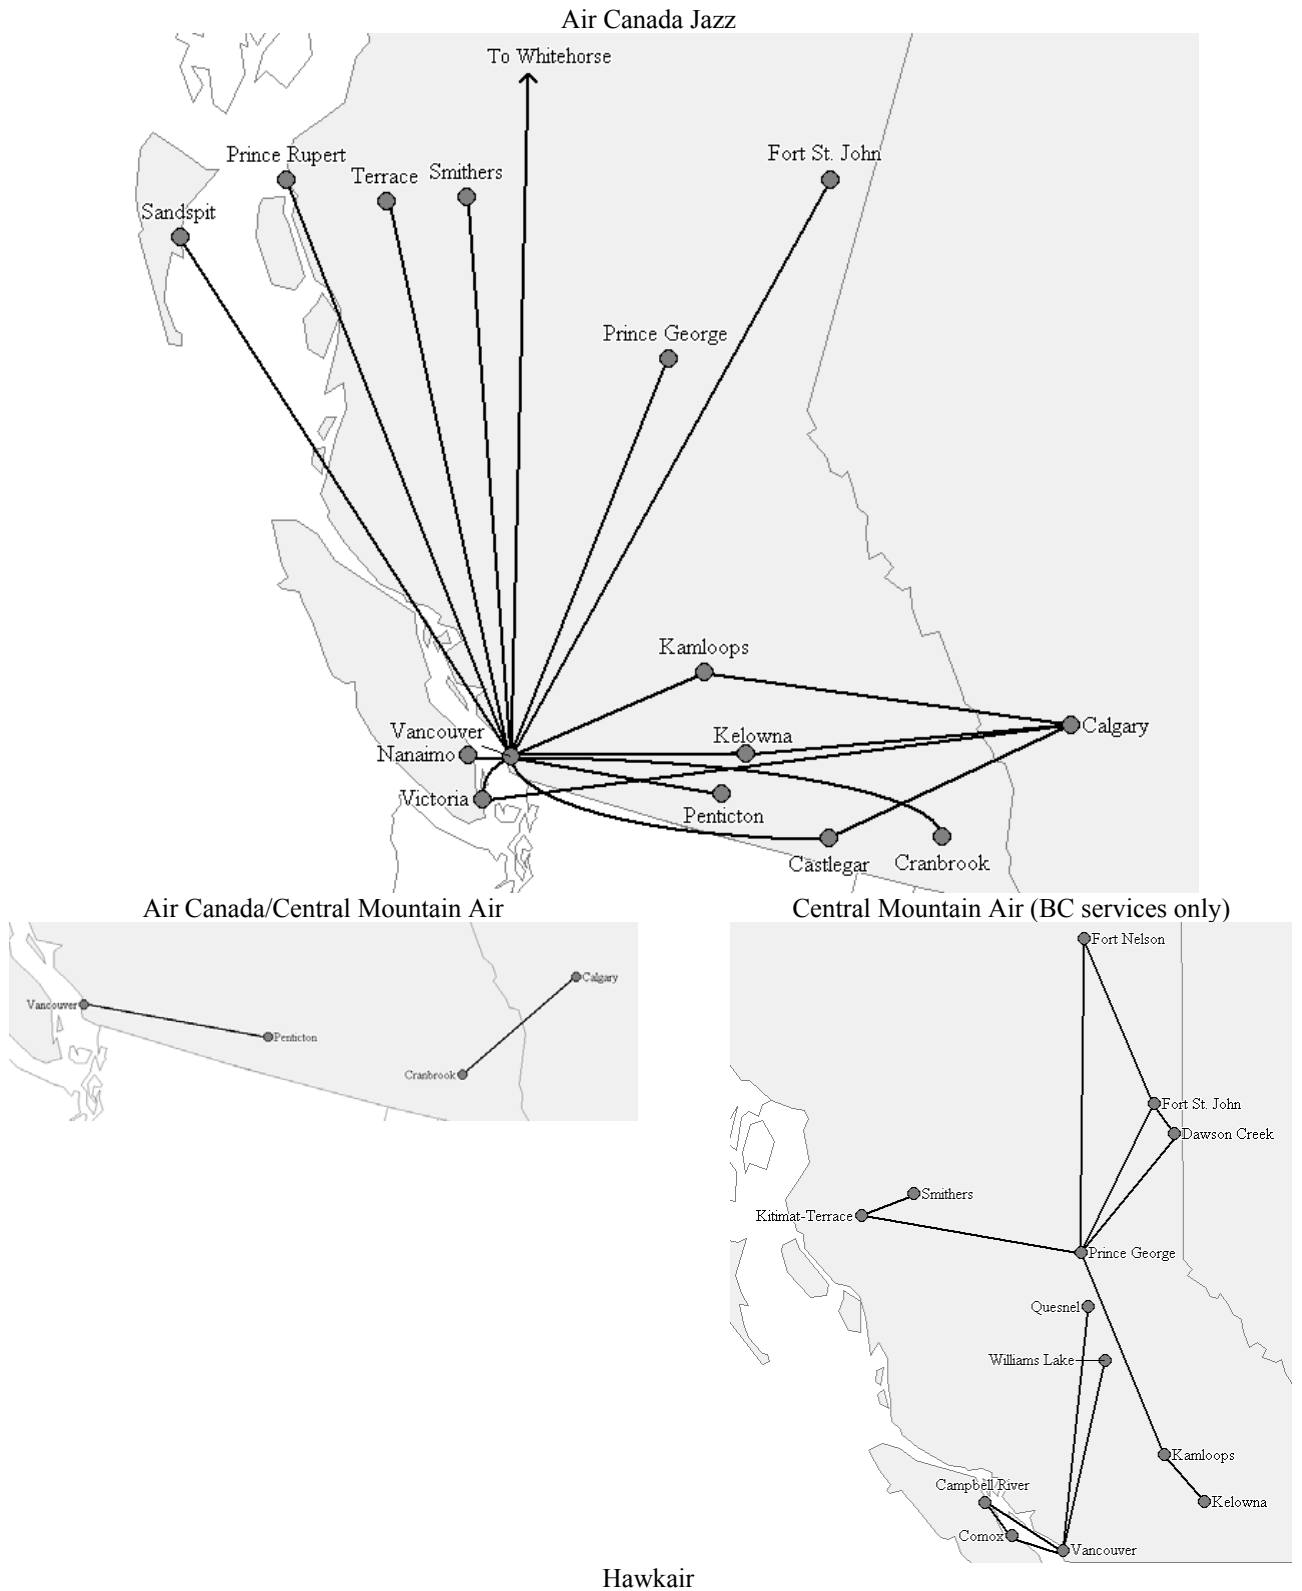 Air Canada Jazz
To Whitehorse
Prince Rupert
Terrace
Smithers
Fort St. John
Sandspit
Prince George
Kamloops
Vancouver
Nanaimo
Kelowna
Calgary
Victoria
Penticton
Castlegar
Cranbrook
Air Canada/Central Mountain Air
Vancouver
Calgary
Penticton
Cranbrook
Central Mountain Air (BC services only)
Fort Nelson
Fort St. John
Dawson Creek
Smithers
Kitimat-Terrace
Prince George
Quesnel
Williams Lake
Kamloops
Campbell River
Kelowna
Comox
Vancouver
Hawkair